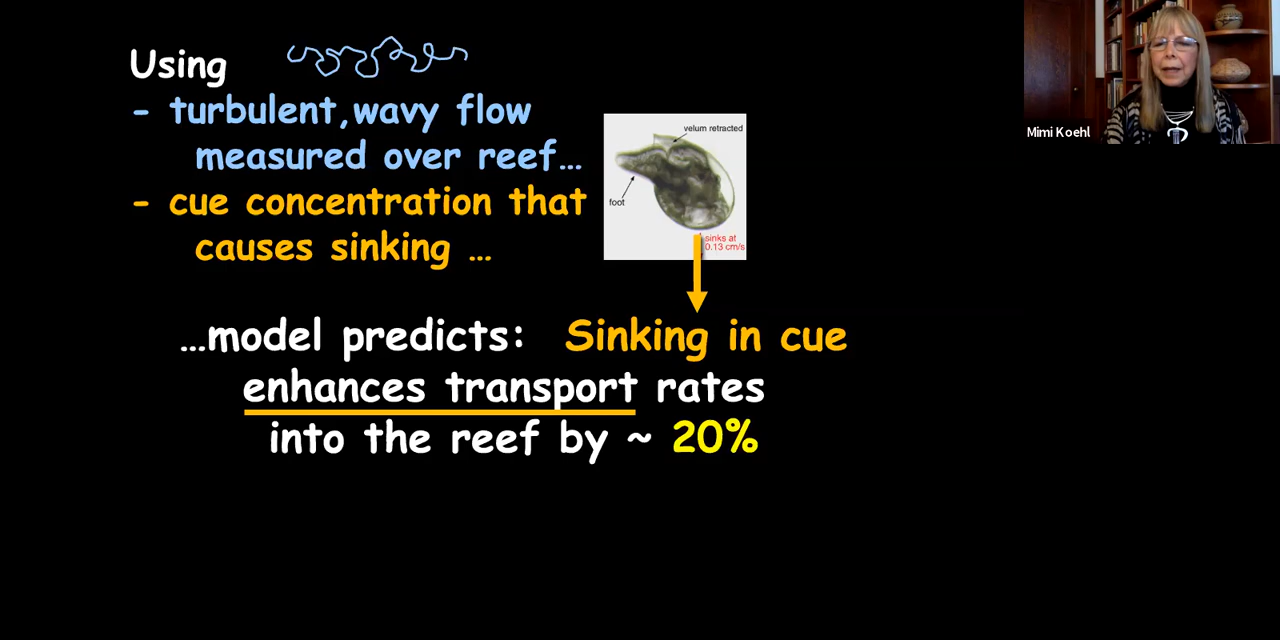 Using
- turbulent,wavy flow
measured over reef...
- cue concentration that
causes sinking ...
velum retracted
foot
sinks at
0.13 cm/s
...model predicts: Sinking in cue
enhances transport rates
into the reef by ~ 20%
Mimi Koehl